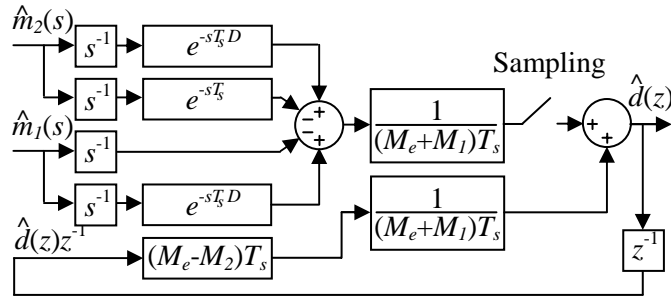 m̂₂(s)
s⁻¹
e^(-sTₛD)
s⁻¹
e^(-sTₛ)
m̂₁(s)
s⁻¹
s⁻¹
e^(-sTₛD)
+
−
−
+
1
(Mₑ+M₁)Tₛ
Sampling
+
+
d̂(z)
1
(Mₑ+M₁)Tₛ
d̂(z)z⁻¹
(Mₑ-M₂)Tₛ
z⁻¹